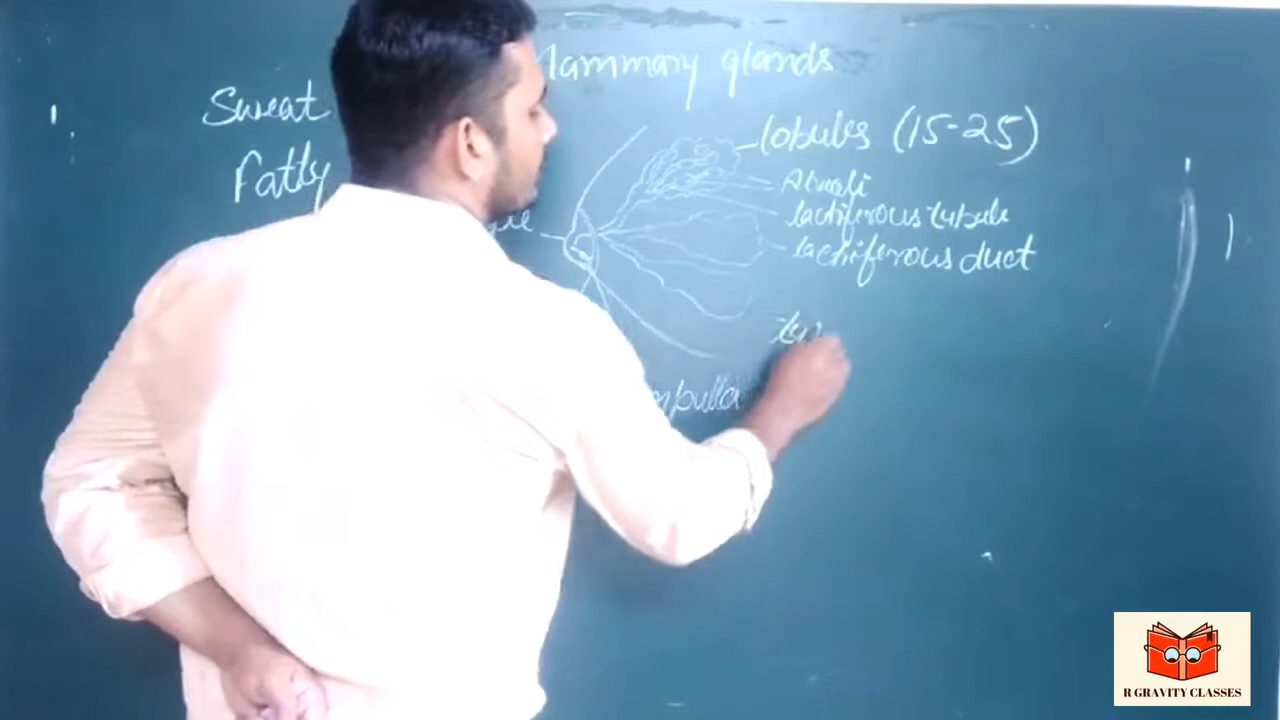 Mammary glands
Sweat
Fatty
lobules (15-25)
Alveoli
lactiferous tubule
lactiferous duct
R GRAVITY CLASSES